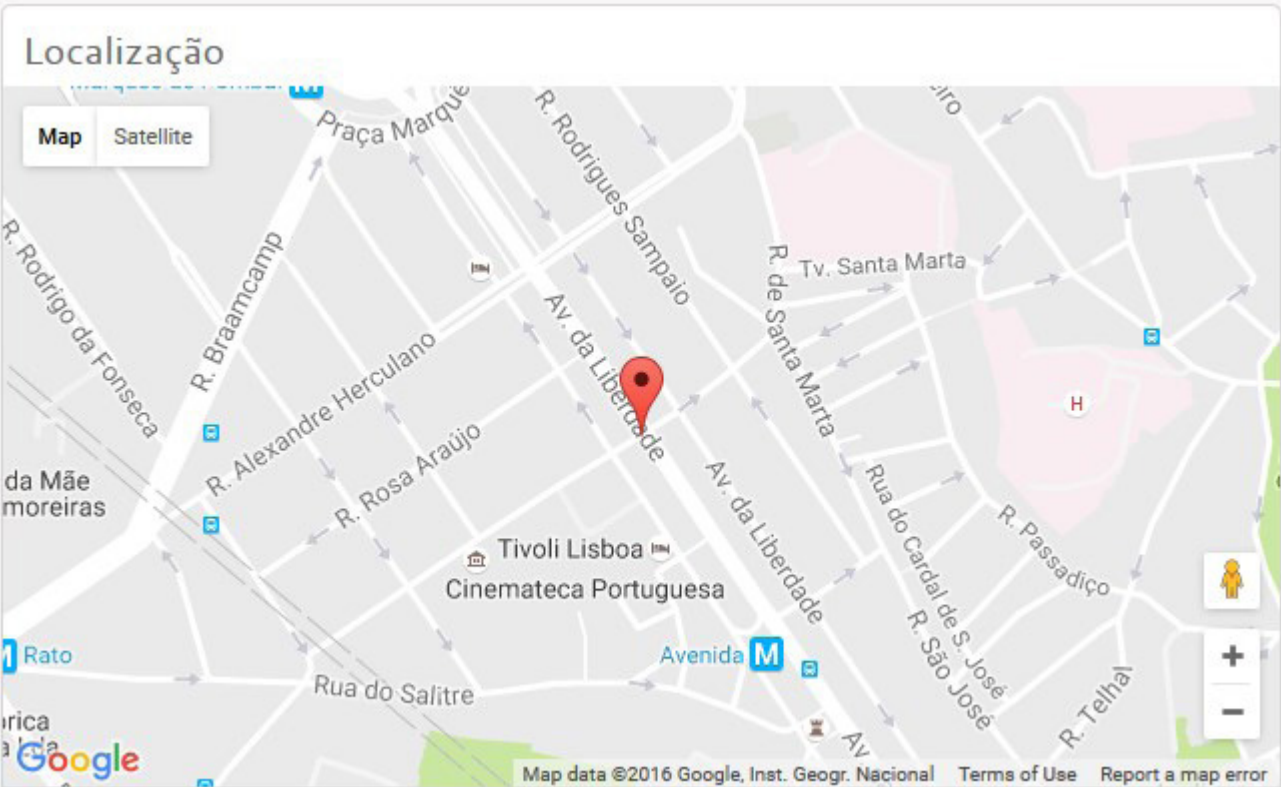 Localização
Map
Satellite
Praça Marque
R. Rodrigues Sampaio
R. Rodrigo da Fonseca
R. Braamcamp
R. de Santa Marta
Tv. Santa Marta
Av. da Liberdade
R. Alexandre Herculano
H
R. Rosa Araújo
da Mãe
moreiras
Av. da Liberdade
Rua do Cardal de S. José
R. Passadiço
Tivoli Lisboa
Cinemateca Portuguesa
R. São José
Rato
Avenida M
Rua do Salitre
R. Telhal
+
−
Av
Google
Map data ©2016 Google, Inst. Geogr. Nacional
Terms of Use
Report a map error